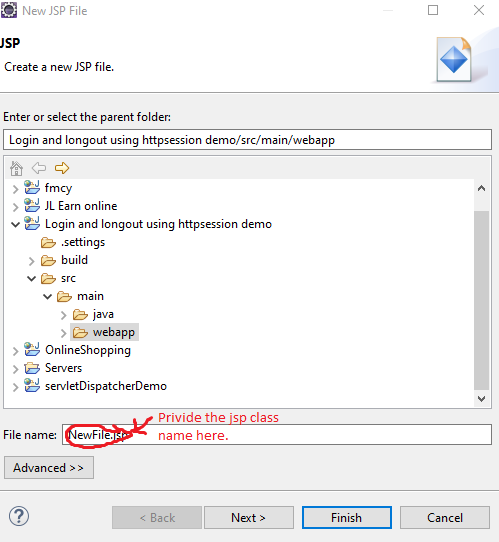 New JSP File
JSP
Create a new JSP file.
Enter or select the parent folder:
Login and longout using httpsession demo/src/main/webapp
fmcy
JL Earn online
Login and longout using httpsession demo
.settings
build
src
main
java
webapp
OnlineShopping
Servers
servletDispatcherDemo
File name: NewFile.jsp Privide the jsp class
name here.
Advanced >>
? < Back Next > Finish Cancel